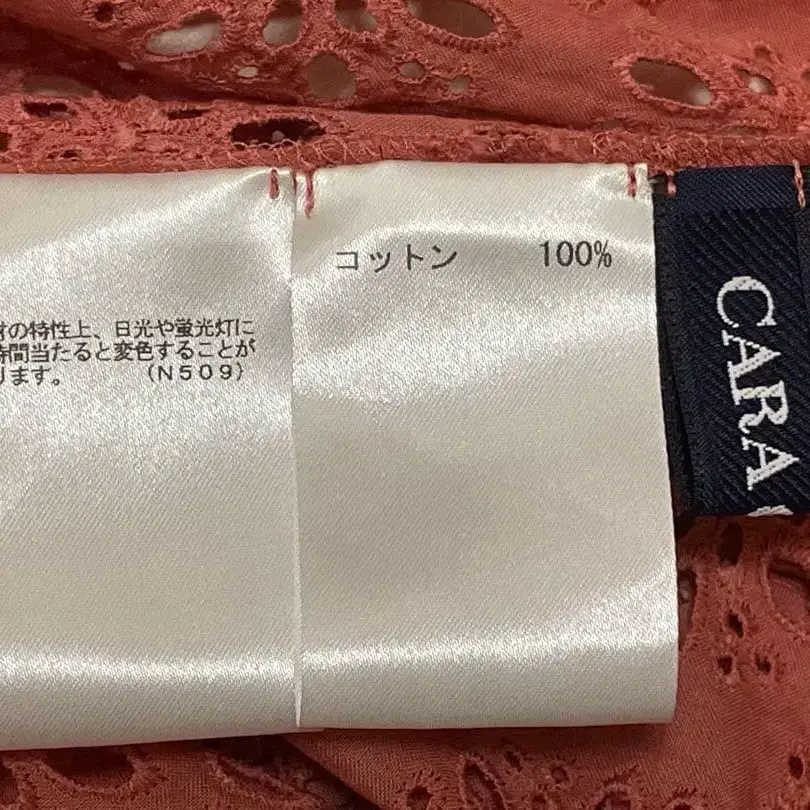 の特性上、日光や蛍光灯に
時間当たると変色することが
ります。 (N509)
コットン 100%
CARA